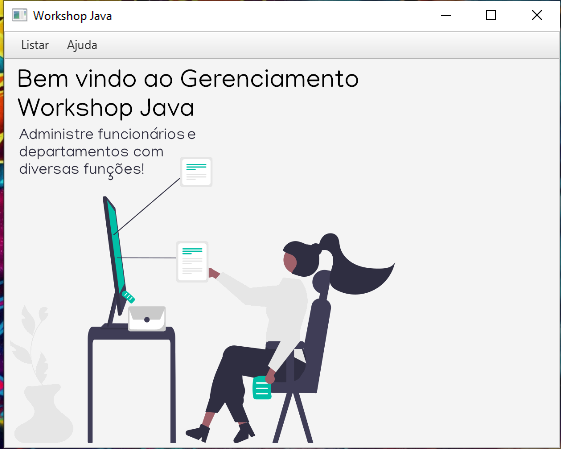 Workshop Java
Listar Ajuda
Bem vindo ao Gerenciamento
Workshop Java
Administre funcionários e
departamentos com
diversas funções!